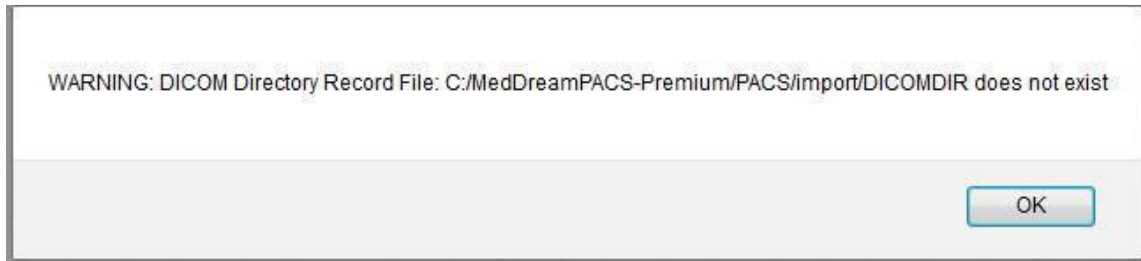 WARNING: DICOM Directory Record File: C:/MedDreamPACS-Premium/PACS/import/DICOMDIR does not exist
OK